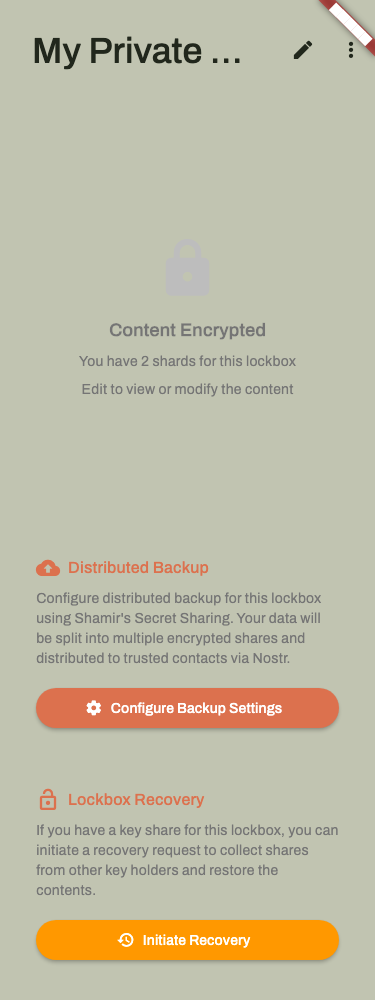 My Private ...
Content Encrypted
You have 2 shards for this lockbox
Edit to view or modify the content
Distributed Backup
Configure distributed backup for this lockbox
using Shamir's Secret Sharing. Your data will
be split into multiple encrypted shares and
distributed to trusted contacts via Nostr.
Configure Backup Settings
Lockbox Recovery
If you have a key share for this lockbox, you can
initiate a recovery request to collect shares
from other key holders and restore the
contents.
Initiate Recovery